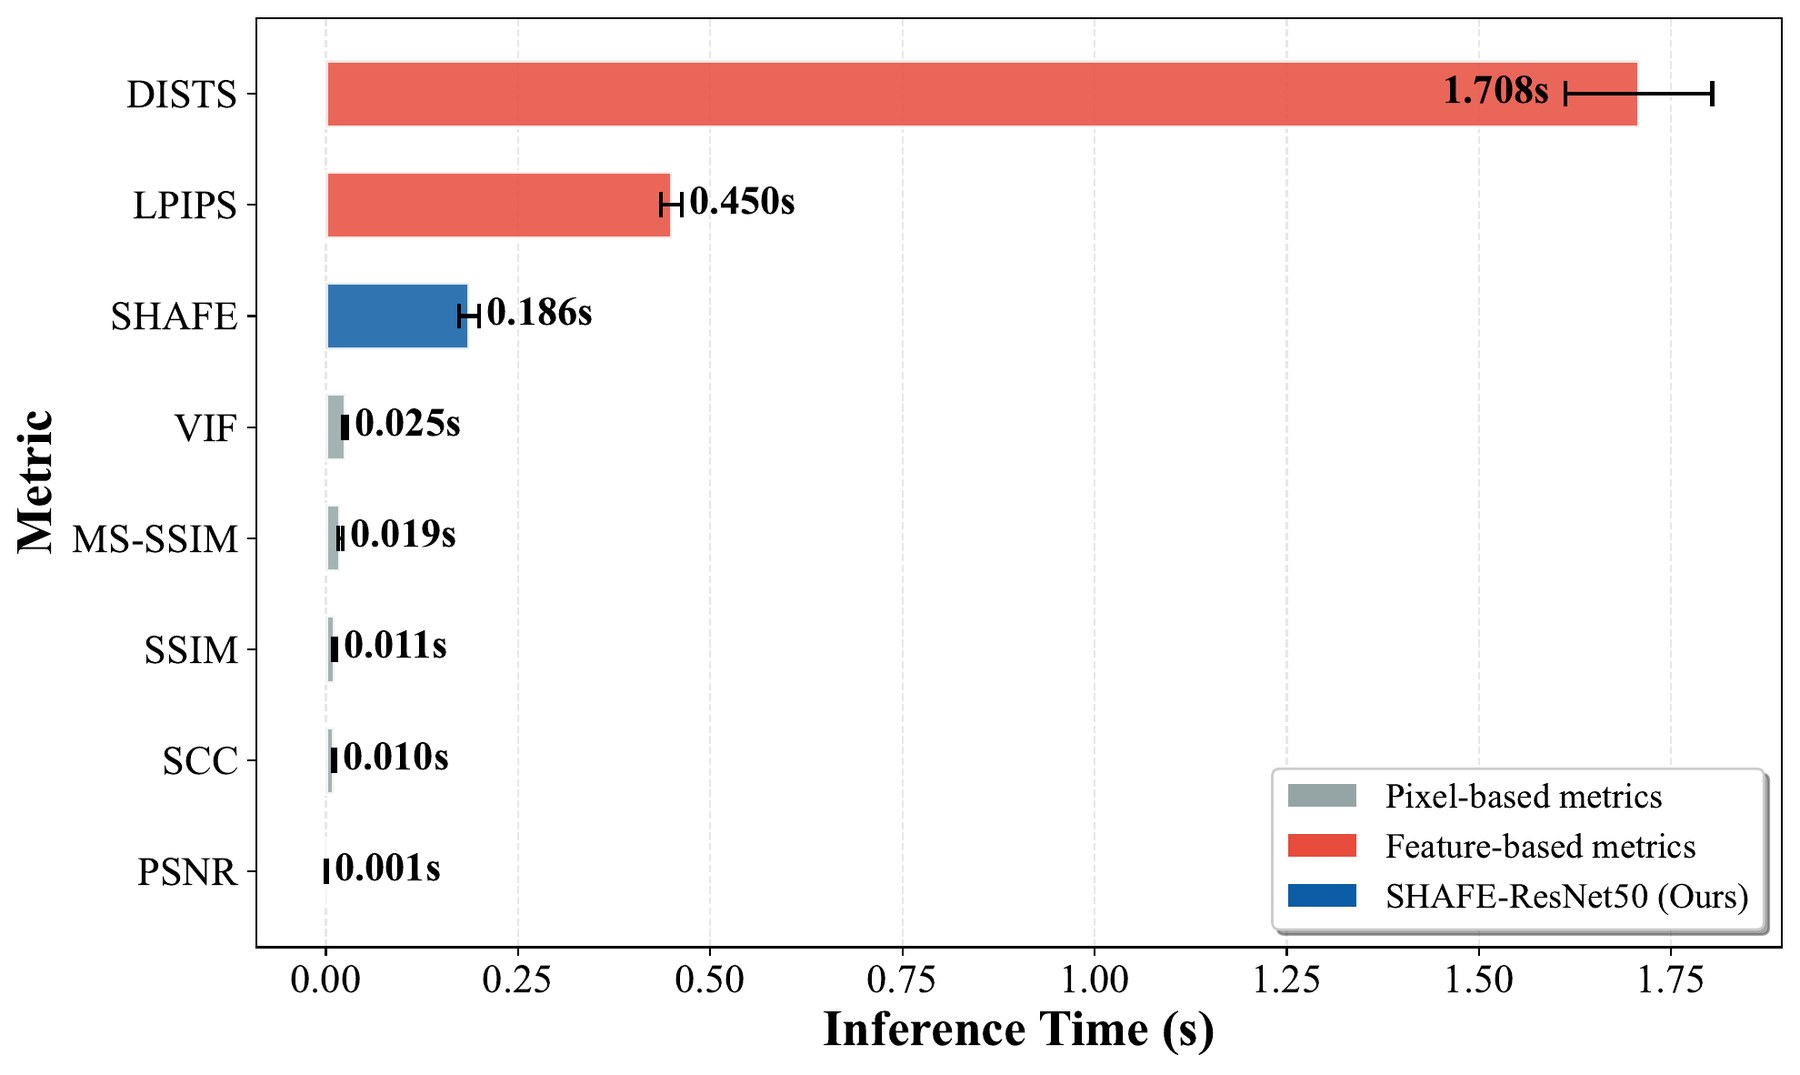 DISTS
1.708s
LPIPS
0.450s
SHAFE
0.186s
VIF
0.025s
MS-SSIM
0.019s
SSIM
0.011s
SCC
0.010s
PSNR
0.001s
Metric
Pixel-based metrics
Feature-based metrics
SHAFE-ResNet50 (Ours)
0.00 0.25 0.50 0.75 1.00 1.25 1.50 1.75
Inference Time (s)